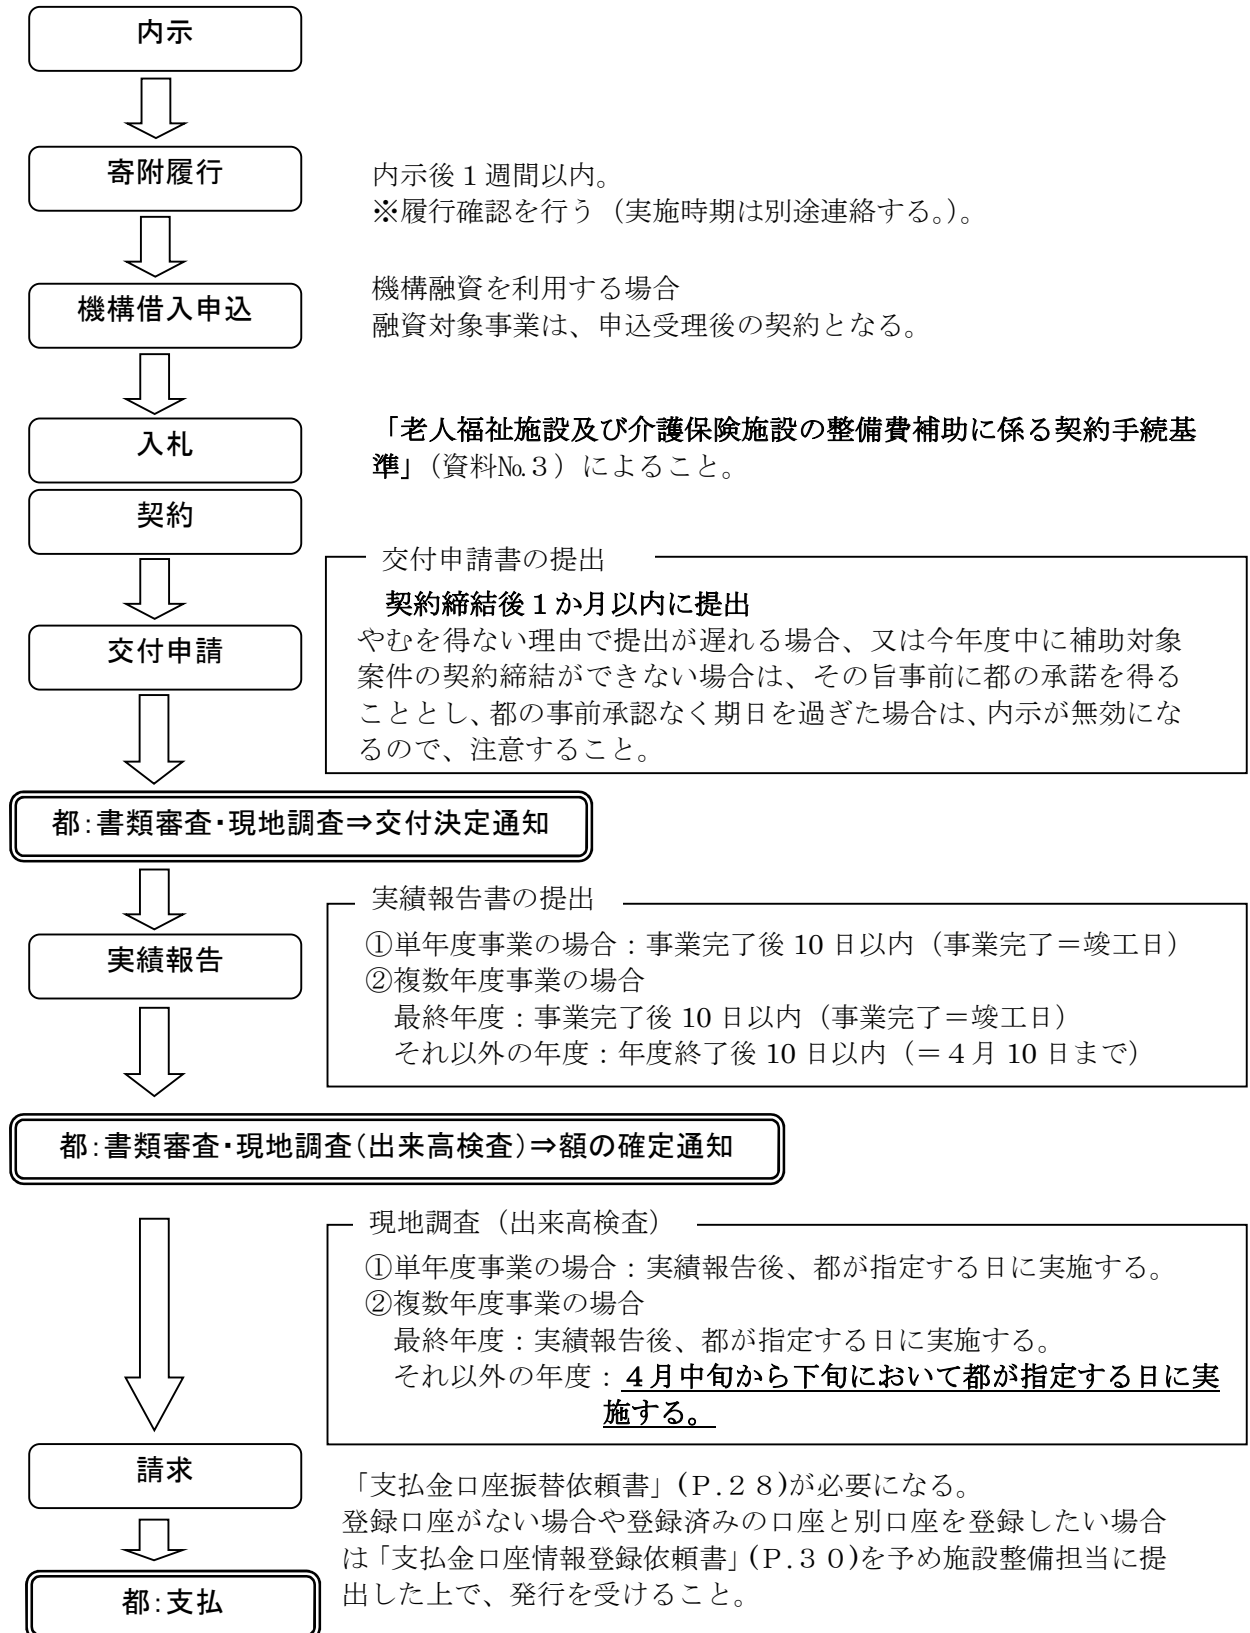 内示
寄附履行
内示後１週間以内。
※履行確認を行う（実施時期は別途連絡する。）。
機構借入申込
機構融資を利用する場合
融資対象事業は、申込受理後の契約となる。
入札
「老人福祉施設及び介護保険施設の整備費補助に係る契約手続基
準」（資料№３）によること。
契約
交付申請書の提出
契約締結後１か月以内に提出
交付申請
やむを得ない理由で提出が遅れる場合、又は今年度中に補助対象
案件の契約締結ができない場合は、その旨事前に都の承諾を得る
こととし、都の事前承認なく期日を過ぎた場合は、内示が無効にな
るので、注意すること。
都：書類審査・現地調査⇒交付決定通知
実績報告書の提出
実績報告
①単年度事業の場合：事業完了後 10 日以内（事業完了＝竣工日）
②複数年度事業の場合
最終年度：事業完了後 10 日以内（事業完了＝竣工日）
それ以外の年度：年度終了後 10 日以内（＝４月 10 日まで）
都：書類審査・現地調査（出来高検査）⇒額の確定通知
現地調査（出来高検査）
①単年度事業の場合：実績報告後、都が指定する日に実施する。
②複数年度事業の場合
最終年度：実績報告後、都が指定する日に実施する。
それ以外の年度：４月中旬から下旬において都が指定する日に実
施する。
請求
「支払金口座振替依頼書」(Ｐ.２８)が必要になる。
登録口座がない場合や登録済みの口座と別口座を登録したい場合
は「支払金口座情報登録依頼書」(Ｐ.３０)を予め施設整備担当に提
出した上で、発行を受けること。
都：支払